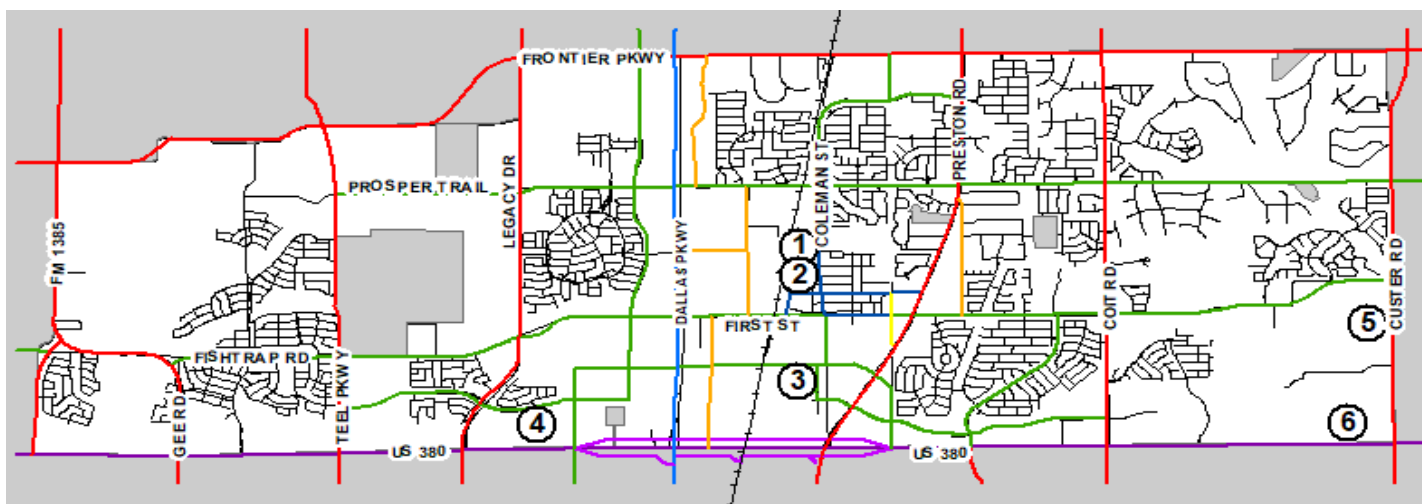 FRONTIER PKWY
PRESTON RD
COLEMAN ST
PROSPER TRAIL
LEGACY DR
DALLAS PKWY
FM 1385
1
2
COIT RD
CUSTER RD
5
FIRST ST
FISHTRAP RD
TEEL PKWY
GEE RD
3
4
6
US 380
US 380